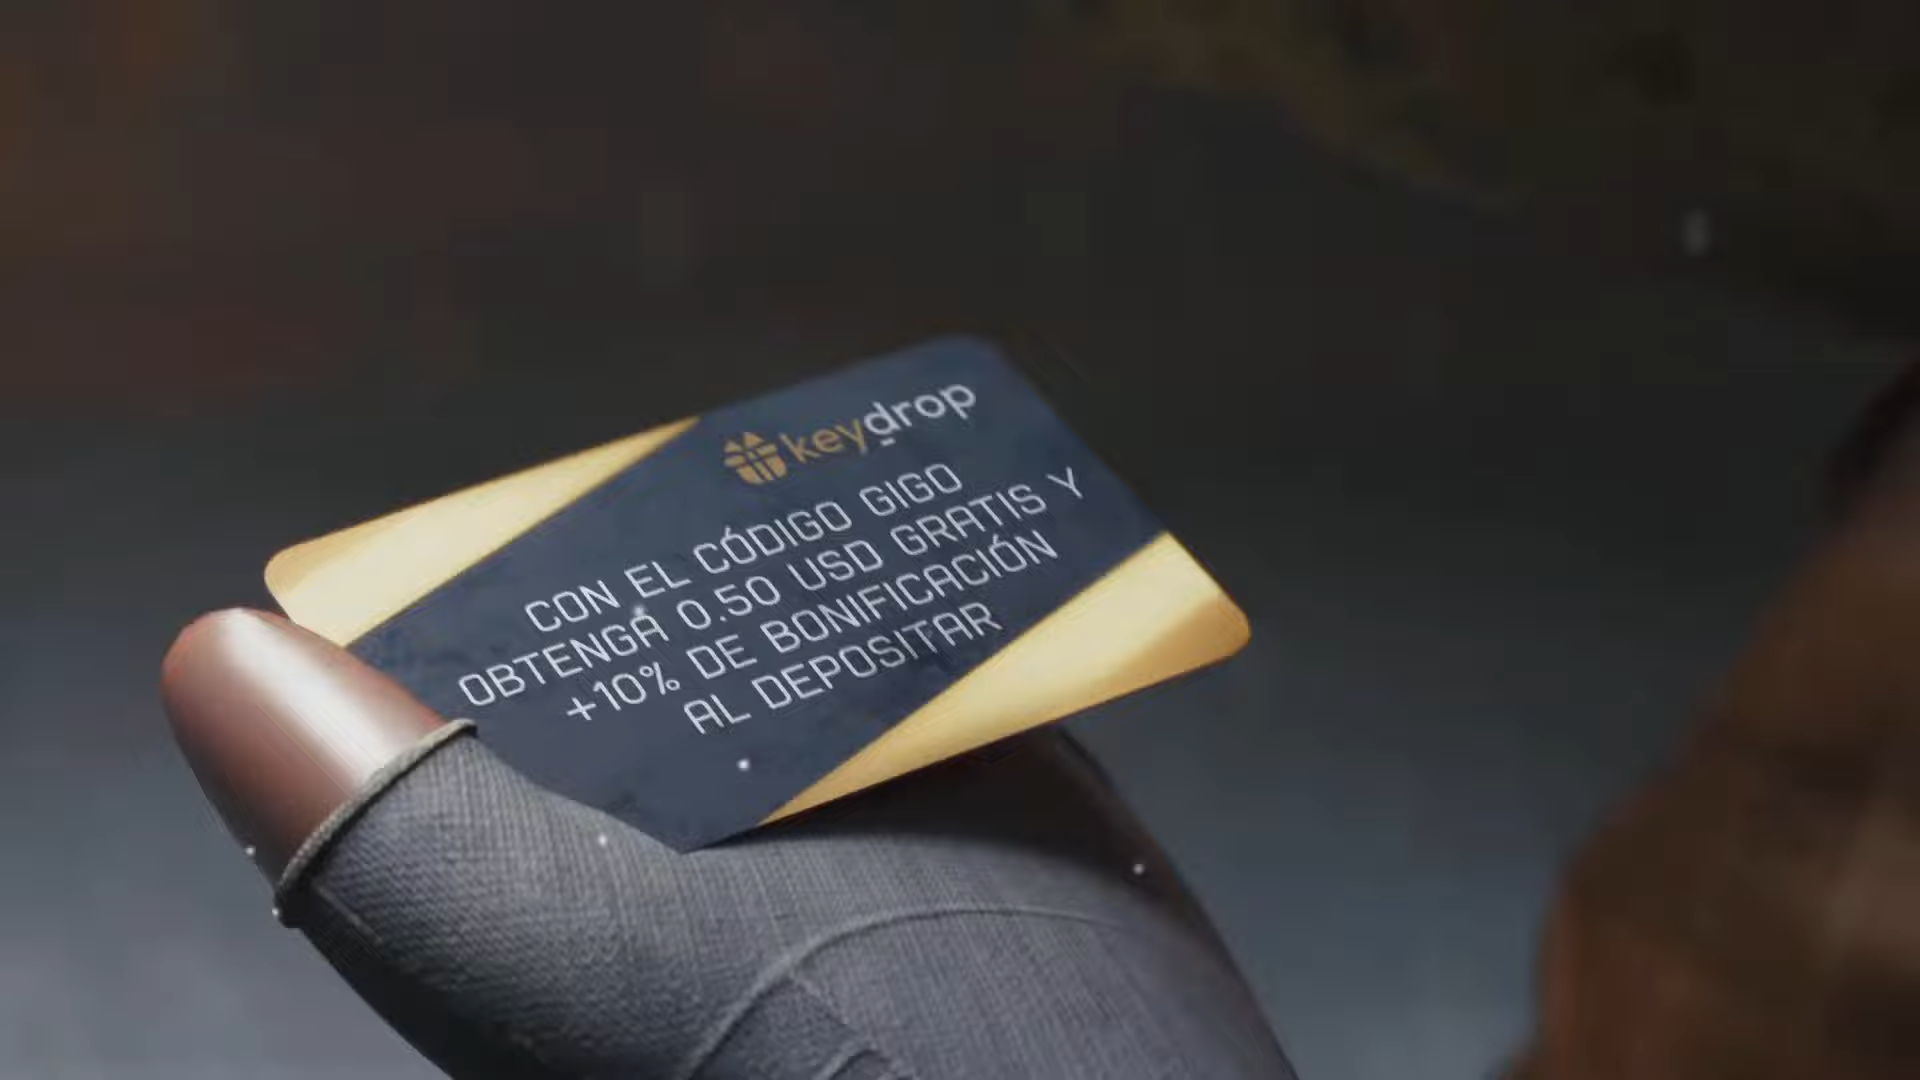 keydrop
CON EL CÓDIGO GIGO
OBTENGA 0.50 USD GRATIS Y
+10% DE BONIFICACIÓN
AL DEPOSITAR